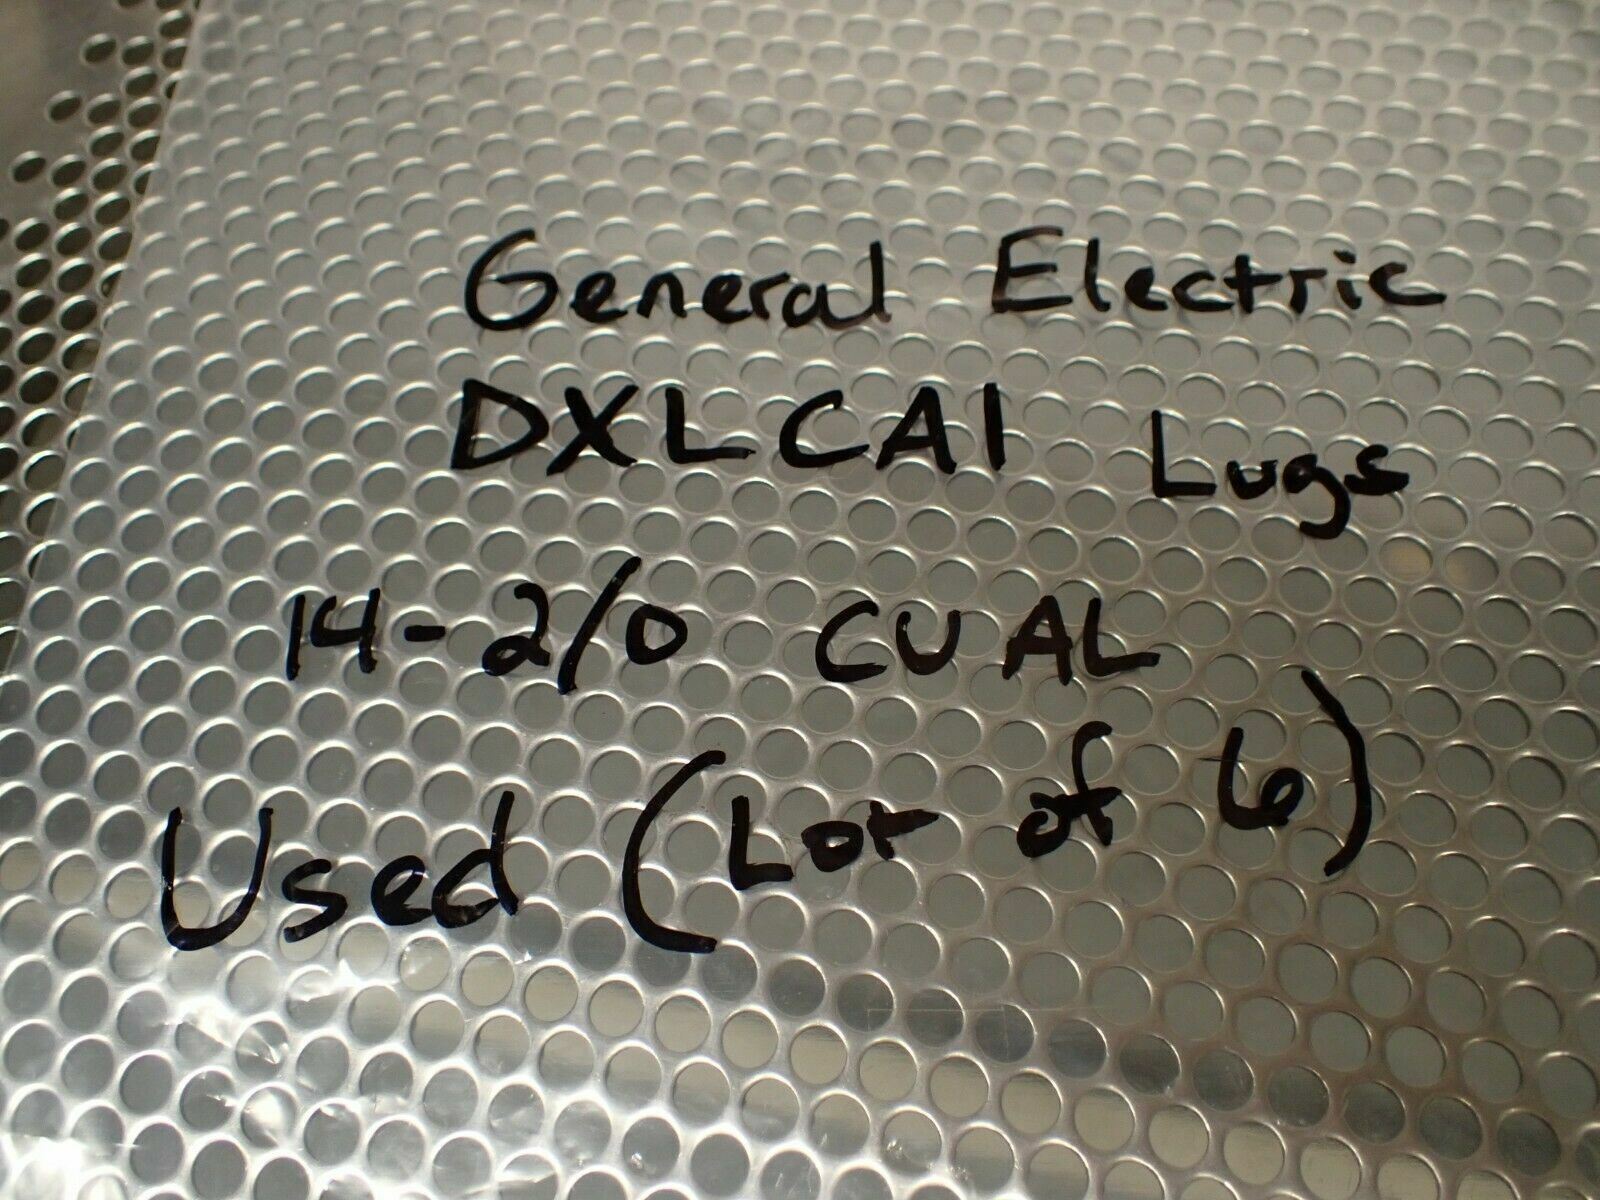 General Electric
DXLCA1 Lugs
14-2/0 CU AL
Used (Lot of 6)